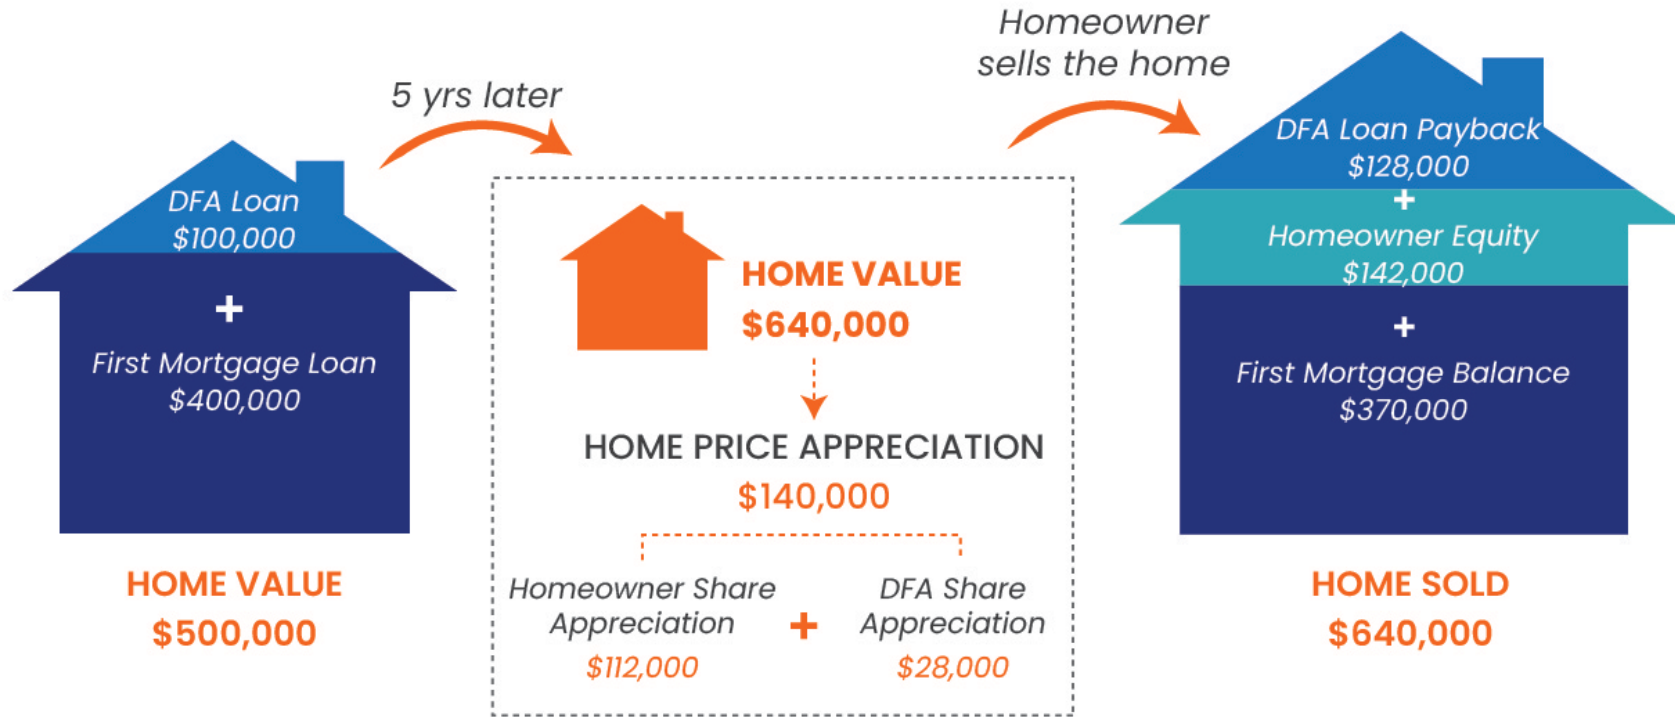 DFA Loan
$100,000
+
First Mortgage Loan
$400,000
HOME VALUE
$500,000
5 yrs later
HOME VALUE
$640,000
HOME PRICE APPRECIATION
$140,000
Homeowner Share
Appreciation
$112,000
+
DFA Share
Appreciation
$28,000
Homeowner
sells the home
DFA Loan Payback
$128,000
+
Homeowner Equity
$142,000
+
First Mortgage Balance
$370,000
HOME SOLD
$640,000